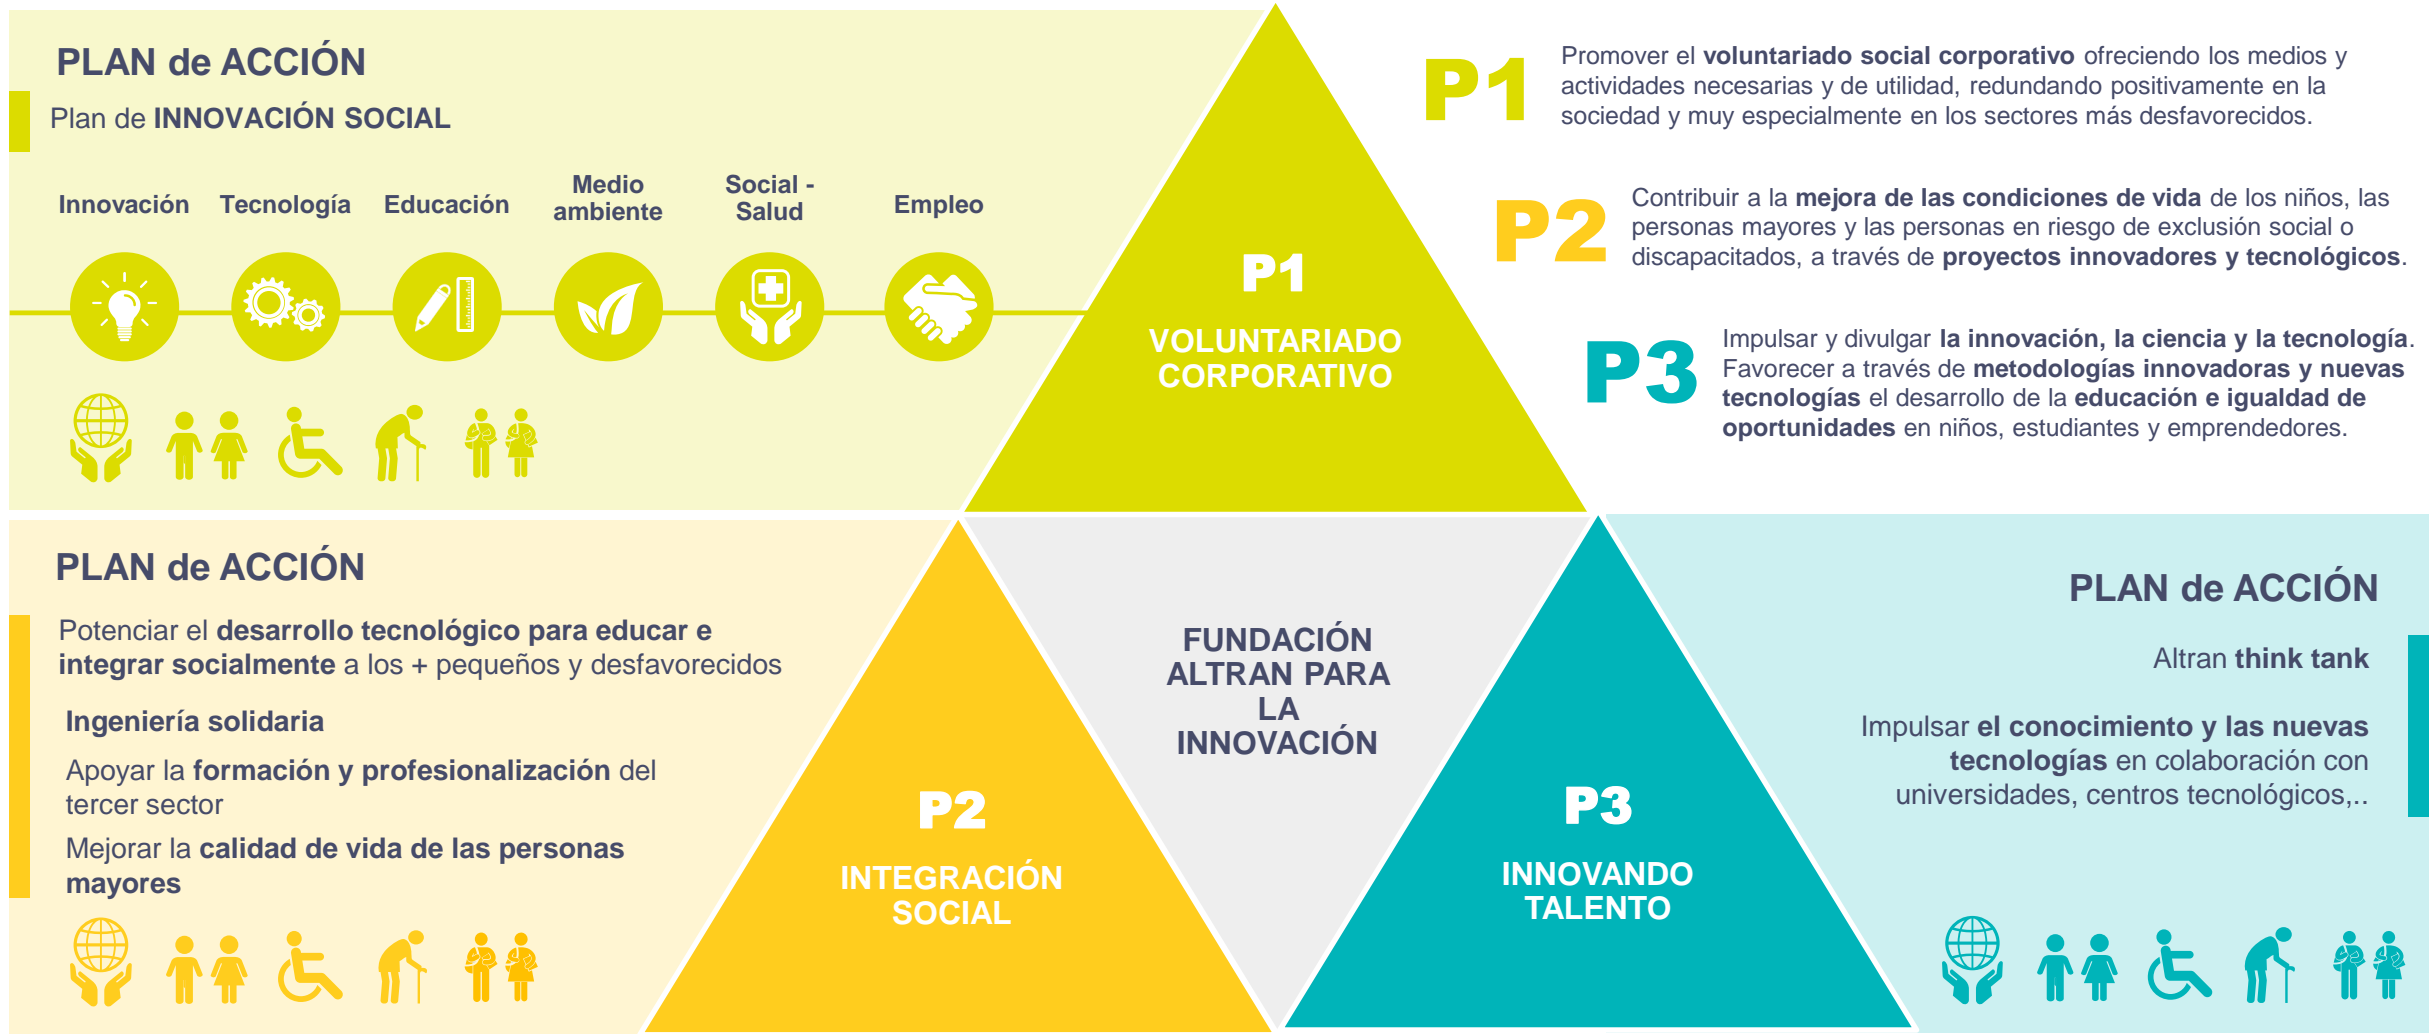 PLAN de ACCIÓN
Plan de INNOVACIÓN SOCIAL
Innovación
Tecnología
Educación
Medio
ambiente
Social -
Salud
Empleo
P1
VOLUNTARIADO
CORPORATIVO
P1
Promover el voluntariado social corporativo ofreciendo los medios y
actividades necesarias y de utilidad, redundando positivamente en la
sociedad y muy especialmente en los sectores más desfavorecidos.
P2
Contribuir a la mejora de las condiciones de vida de los niños, las
personas mayores y las personas en riesgo de exclusión social o
discapacitados, a través de proyectos innovadores y tecnológicos.
P3
Impulsar y divulgar la innovación, la ciencia y la tecnología.
Favorecer a través de metodologías innovadoras y nuevas
tecnologías el desarrollo de la educación e igualdad de
oportunidades en niños, estudiantes y emprendedores.
PLAN de ACCIÓN
Potenciar el desarrollo tecnológico para educar e
integrar socialmente a los + pequeños y desfavorecidos
Ingeniería solidaria
Apoyar la formación y profesionalización del
tercer sector
Mejorar la calidad de vida de las personas
mayores
P2
INTEGRACIÓN
SOCIAL
FUNDACIÓN
ALTRAN PARA
LA
INNOVACIÓN
P3
INNOVANDO
TALENTO
PLAN de ACCIÓN
Altran think tank
Impulsar el conocimiento y las nuevas
tecnologías en colaboración con
universidades, centros tecnológicos,..